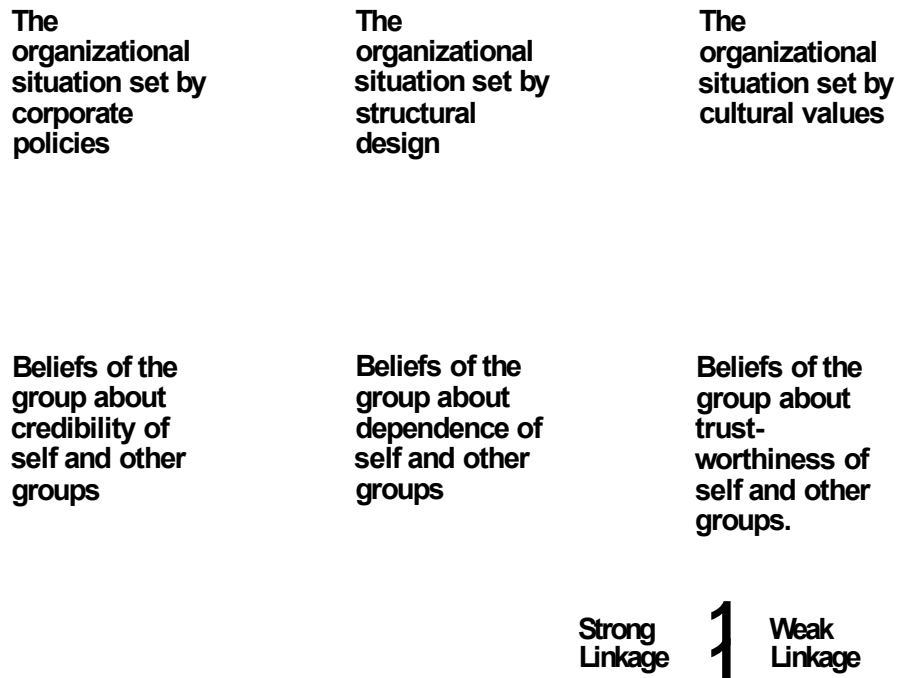 The
organizational
situation set by
corporate
policies
The
organizational
situation set by
structural
design
The
organizational
situation set by
cultural values
Beliefs of the
group about
credibility of
self and other
groups
Beliefs of the
group about
dependence of
self and other
groups
Beliefs of the
group about
trust-
worthiness of
self and other
groups.
Strong
Linkage
1
1
Weak
Linkage